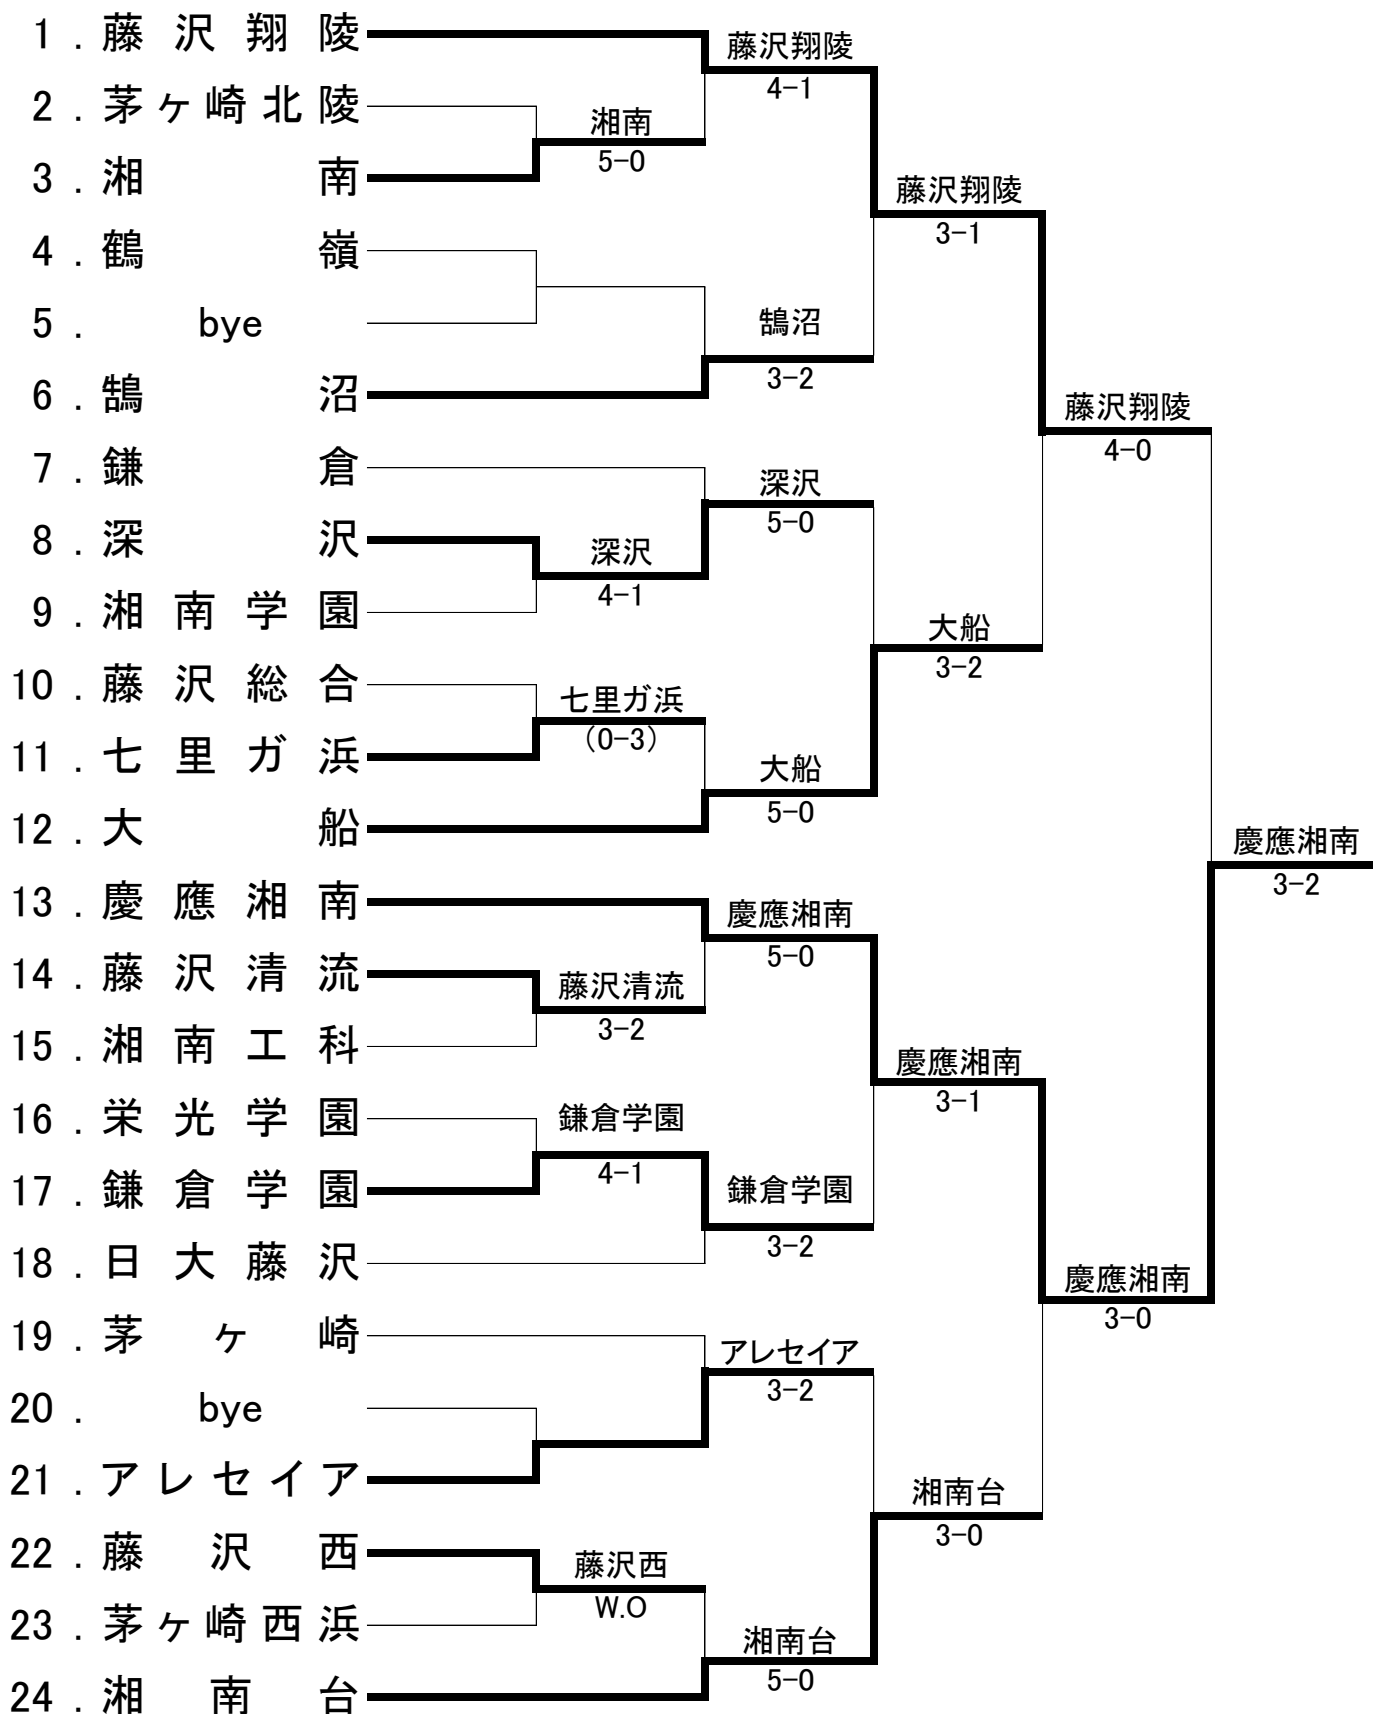 1 . 藤 沢 翔 陵
2 . 茅 ヶ 崎 北 陵
3 . 湘 南
4 . 鶴 嶺
5 . bye
6 . 鵠 沼
7 . 鎌 倉
8 . 深 沢
9 . 湘 南 学 園
10 . 藤 沢 総 合
11 . 七 里 ガ 浜
12 . 大 船
13 . 慶 應 湘 南
14 . 藤 沢 清 流
15 . 湘 南 工 科
16 . 栄 光 学 園
17 . 鎌 倉 学 園
18 . 日 大 藤 沢
19 . 茅 ヶ 崎
20 . bye
21 . ア レ セ イ ア
22 . 藤 沢 西
23 . 茅 ヶ 崎 西 浜
24 . 湘 南 台
湘南
5-0
深沢
4-1
七里ガ浜
(0-3)
藤沢清流
3-2
鎌倉学園
4-1
藤沢西
W.O
藤沢翔陵
4-1
鵠沼
3-2
深沢
5-0
大船
5-0
慶應湘南
5-0
鎌倉学園
3-2
アレセイア
3-2
湘南台
5-0
藤沢翔陵
3-1
大船
3-2
慶應湘南
3-1
湘南台
3-0
藤沢翔陵
4-0
慶應湘南
3-0
慶應湘南
3-2